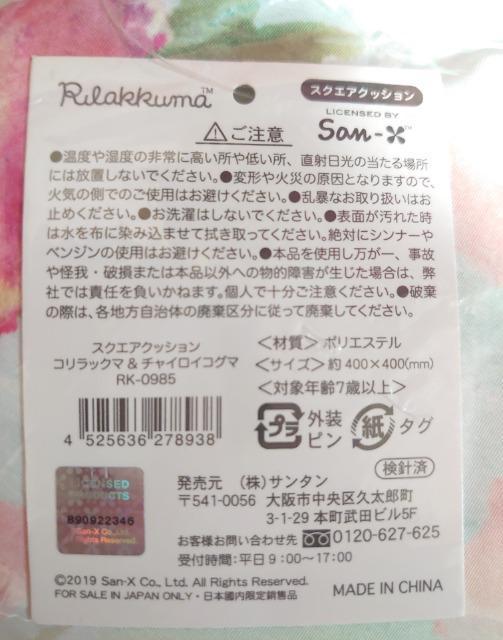 Rilakkuma™
スクエアクッション
LICENSED BY
San-X™
⚠ご注意
●温度や湿度の非常に高い所や低い所、直射日光の当たる場所
には放置しないでください。●変形や火災の原因となりますので、
火気の側でのご使用はお避けください。●乱暴なお取り扱いはお
止めください。●お洗濯はしないでください。●表面が汚れた時
は水を布に染み込ませて拭き取ってください。絶対にシンナーや
ベンジンの使用はお避けください。●本品を使用し万が一、事故
や怪我・破損または本品以外への物的障害が生じた場合は、弊
社では責任を負いかねます。個人で十分ご注意ください。●破棄
の際は、各地方自治体の廃棄区分に従って廃棄してください。
スクエアクッション
コリラックマ & チャイロイコグマ
RK-0985
<材質> ポリエステル
<サイズ> 約400×400(mm)
<対象年齢7歳以上>
4 525636 278938
プラ 外装 ピン
紙 タグ
検針済
LICENSED
PRODUCTS
B90922346
San-X Co.,Ltd.
Rights Reserved.
発売元 (株)サンタン
〒541-0056 大阪市中央区久太郎町
3-1-29 本町武田ビル5F
お客様お問い合わせ先 0120-627-625
受付時間:平日9:00〜17:00
©2019 San-X Co., Ltd. All Rights Reserved.
FOR SALE IN JAPAN ONLY・日本國内限定銷售品
MADE IN CHINA